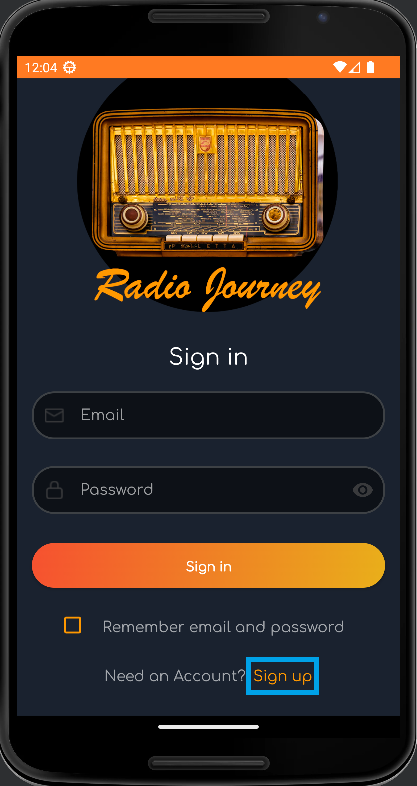 12:04
Radio Journey
Sign in
Email
Password
Sign in
Remember email and password
Need an Account? Sign up